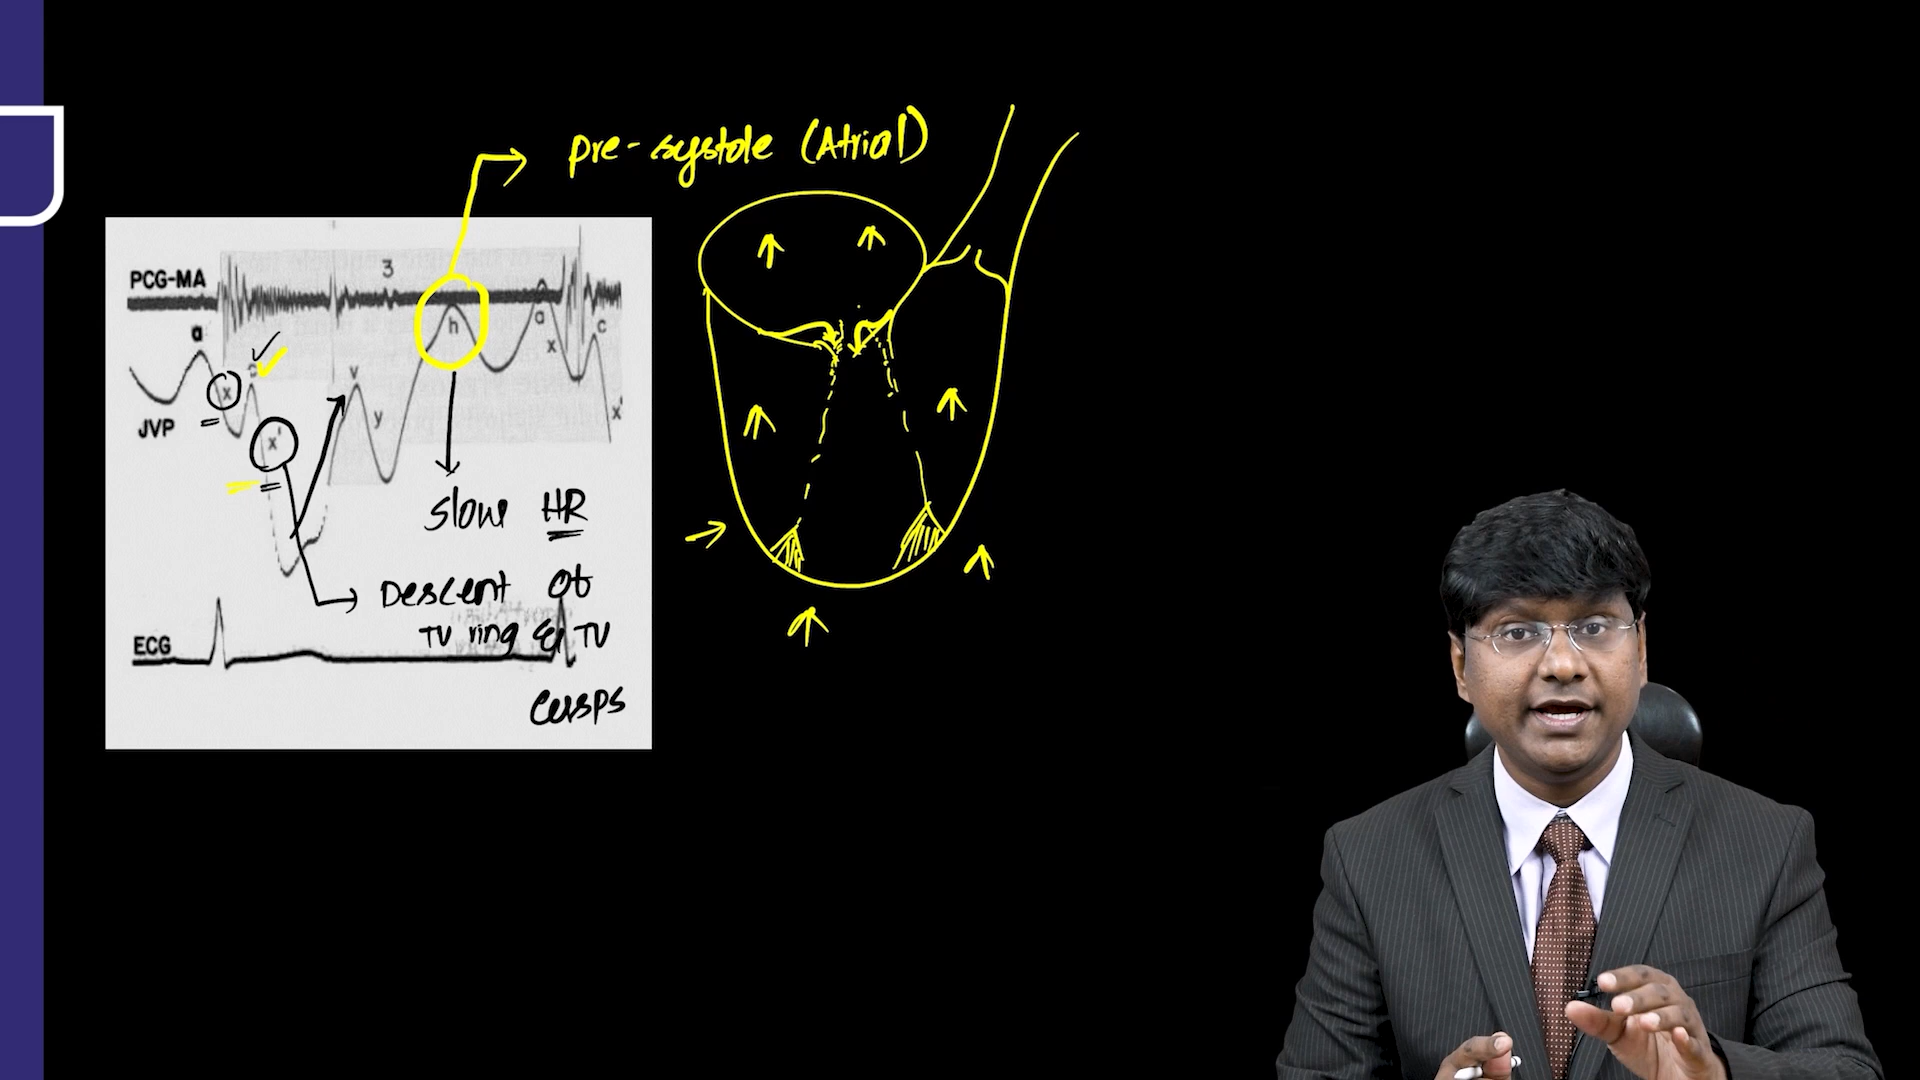 pre-systole (Atrial)
PCG-MA
3
a
h
a
c
x
c
x
v
y
x'
x'
JVP
Slow HR
Descent of
TV ring & TV
Cusps
ECG